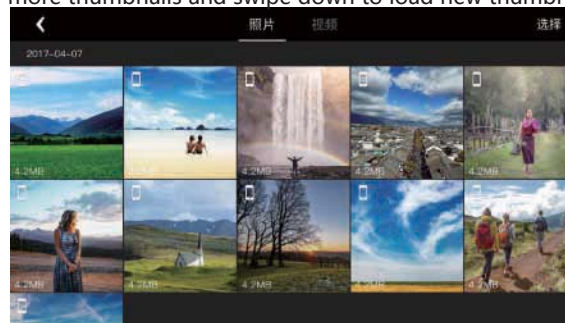 more thumbnails and swipe down to load new thumb
照片 视频 选择
2017-04-07
4.2MB 4.2MB 4.2MB 4.2MB 4.2MB
4.2MB 4.2MB 4.2MB 4.2MB 4.2MB